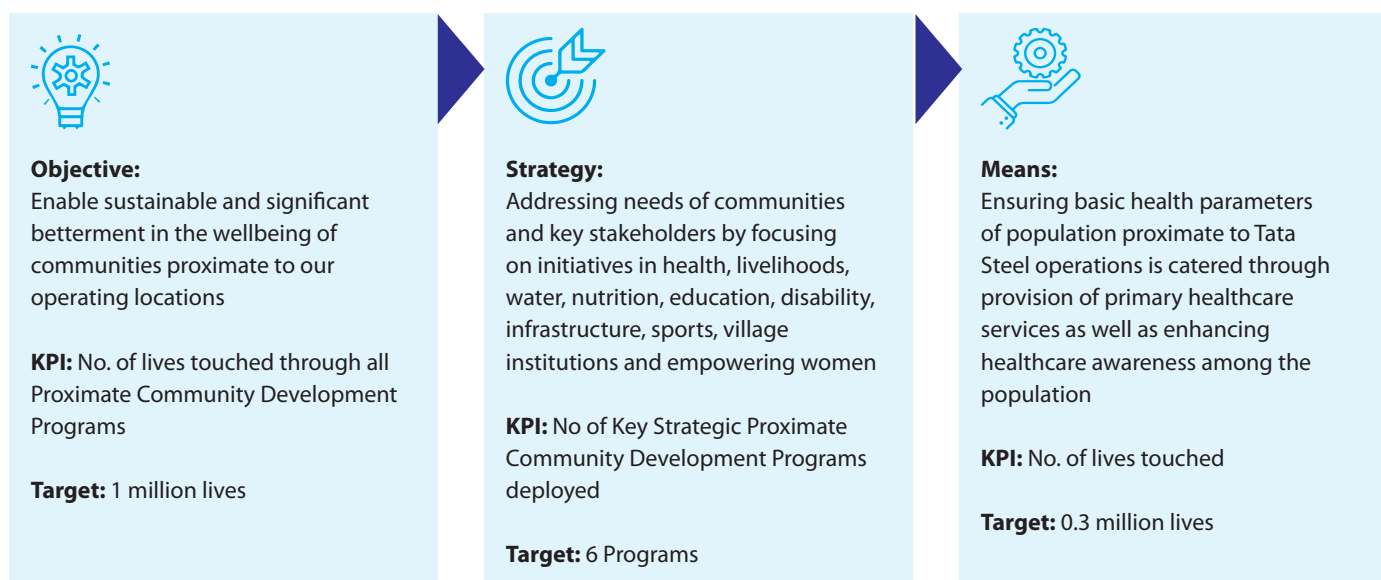 Objective:
Enable sustainable and significant
betterment in the wellbeing of
communities proximate to our
operating locations
KPI: No. of lives touched through all
Proximate Community Development
Programs
Target: 1 million lives
Strategy:
Addressing needs of communities
and key stakeholders by focusing
on initiatives in health, livelihoods,
water, nutrition, education, disability,
infrastructure, sports, village
institutions and empowering women
KPI: No of Key Strategic Proximate
Community Development Programs
deployed
Target: 6 Programs
Means:
Ensuring basic health parameters
of population proximate to Tata
Steel operations is catered through
provision of primary healthcare
services as well as enhancing
healthcare awareness among the
population
KPI: No. of lives touched
Target: 0.3 million lives